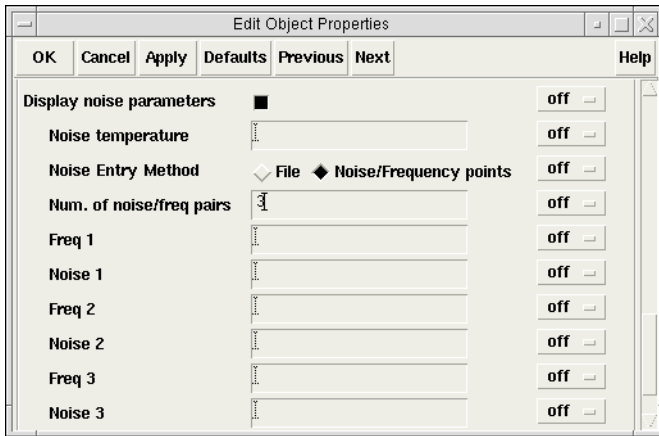 Edit Object Properties
OK Cancel Apply Defaults Previous Next Help
Display noise parameters off
Noise temperature off
Noise Entry Method File Noise/Frequency points off
Num. of noise/freq pairs 3 off
Freq 1 off
Noise 1 off
Freq 2 off
Noise 2 off
Freq 3 off
Noise 3 off